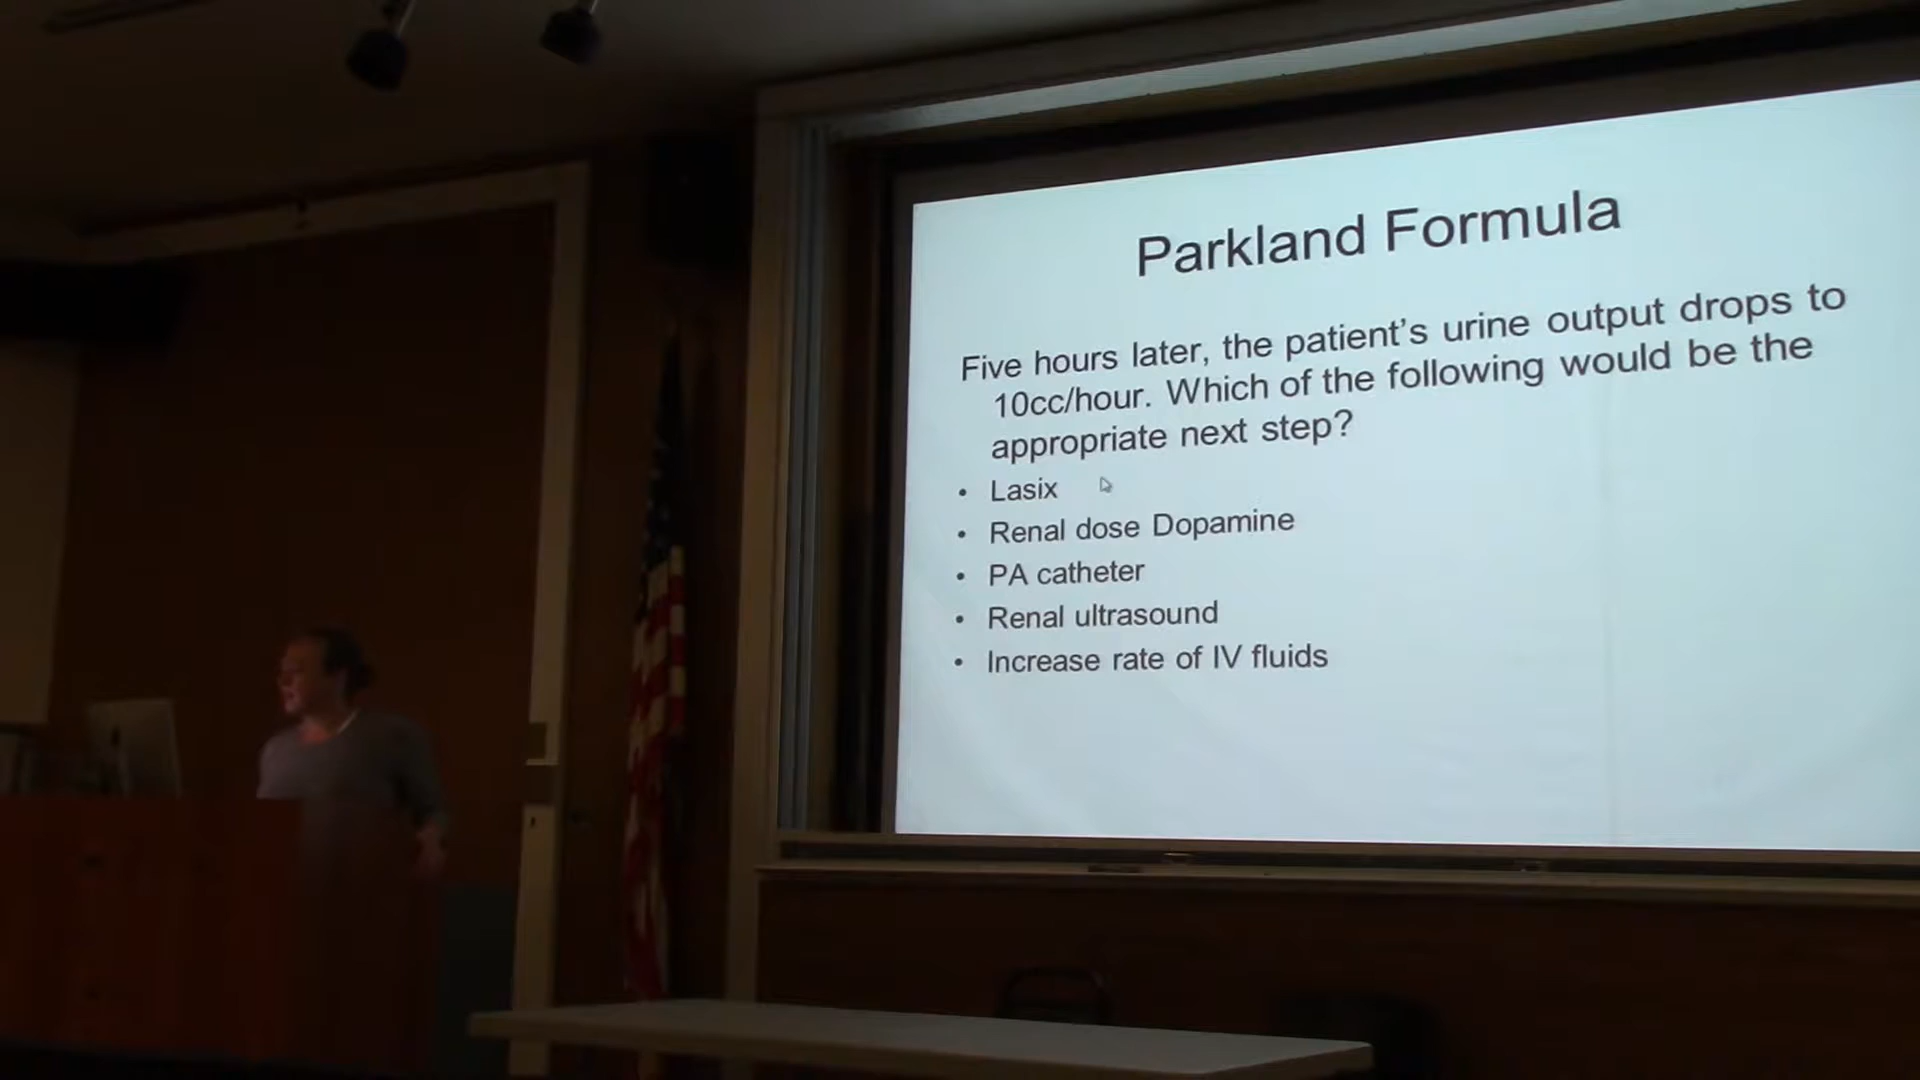 Parkland Formula
Five hours later, the patient's urine output drops to
10cc/hour. Which of the following would be the
appropriate next step?
• Lasix
• Renal dose Dopamine
• PA catheter
• Renal ultrasound
• Increase rate of IV fluids